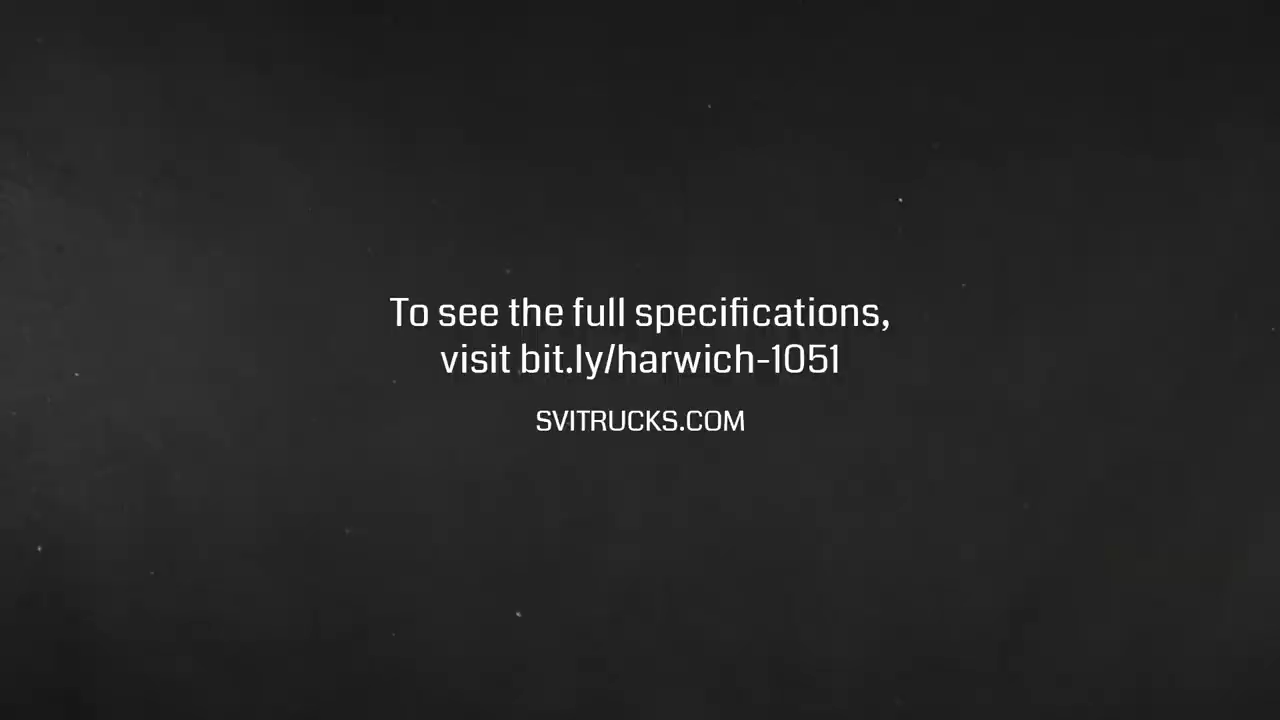 To see the full specifications,
visit bit.ly/harwich-1051
SVITRUCKS.COM